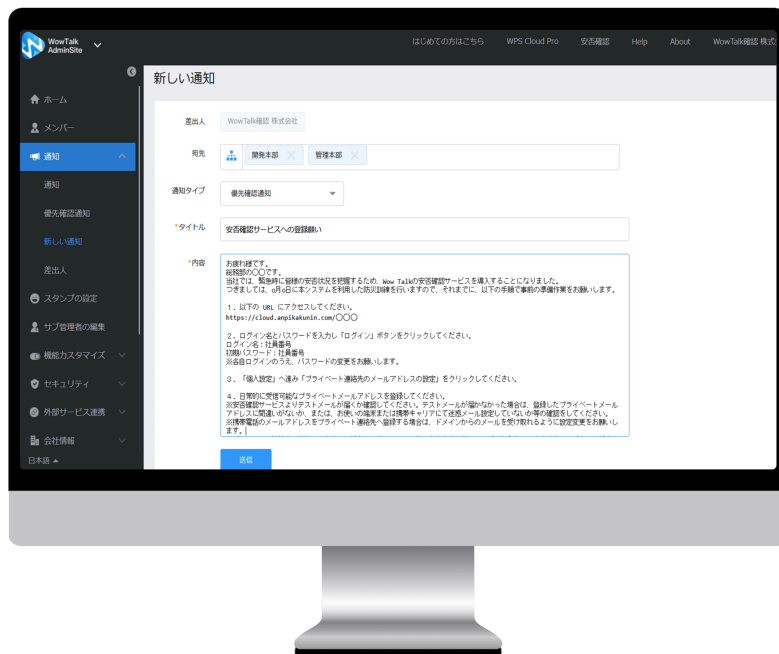 WowTalk
AdminSite
はじめての方はこちら
WPS Cloud Pro
安否確認
Help
About
WowTalk確認 株式
ホーム
メンバー
通知
通知
優先確認通知
新しい通知
差出人
スタンプの設定
サブ管理者の編集
機能カスタマイズ
セキュリティ
外部サービス連携
会社情報
日本語
新しい通知
差出人
WowTalk確認 株式会社
宛先
開発本部
管理本部
通知タイプ
優先確認通知
*タイトル
安否確認サービスへの登録願い
*内容
お疲れ様です。
総務部の〇〇です。
当社では、緊急時に皆様の安否状況を把握するため、Wow Talkの安否確認サービスを導入することになりました。
つきましては、o月o日に本システムを利用した防災訓練を行いますので、それまでに、以下の手順で事前の準備作業をお願いします。
1．以下の URL にアクセスしてください。
https://cloud.anpikakunin.com/〇〇〇
2．ログイン名とパスワードを入力し「ログイン」ボタンをクリックしてください。
ログイン名：社員番号
初期パスワード：社員番号
※各自ログインのうえ、パスワードの変更をお願いします。
3．「個人設定」へ進み「プライベート連絡先のメールアドレスの設定」をクリックしてください。
4．日常的に受信可能なプライベートメールアドレスを登録してください。
※安否確認サービスよりテストメールが届くか確認してください。テストメールが届かなかった場合は、登録したプライベートメール
アドレスに間違いがないか、または、お使いの端末または携帯キャリアにて迷惑メール設定していないか等の確認をしてください。
※携帯電話のメールアドレスをプライベート連絡先へ登録する場合は、ドメインからのメールを受け取れるように設定変更をお願いし
ます。
送信